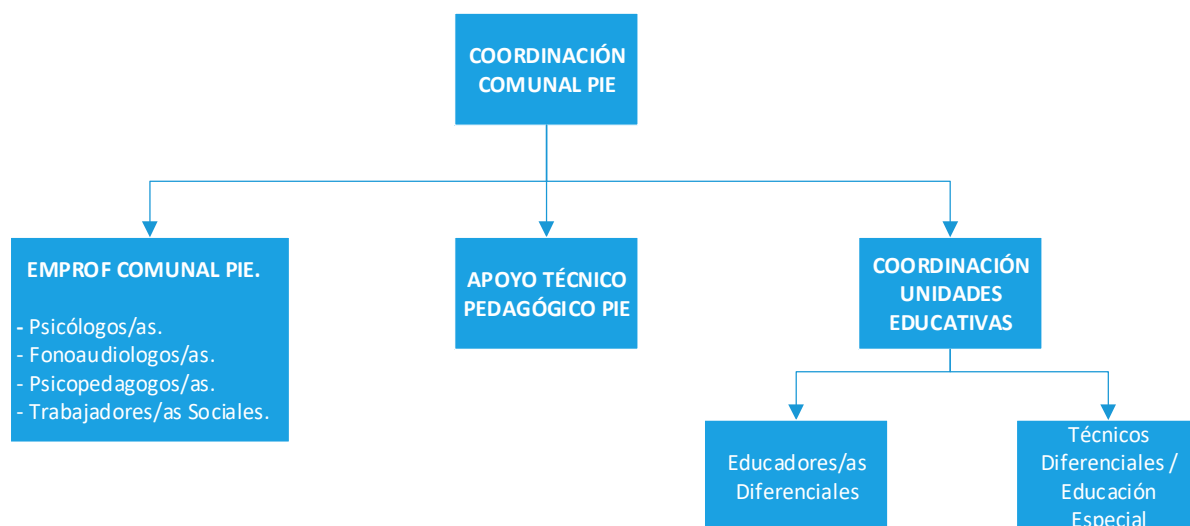 COORDINACIÓN
COMUNAL PIE
EMPROF COMUNAL PIE.
- Psicólogos/as.
- Fonoaudiologos/as.
- Psicopedagogos/as.
- Trabajadores/as Sociales.
APOYO TÉCNICO
PEDAGÓGICO PIE
COORDINACIÓN
UNIDADES
EDUCATIVAS
Educadores/as
Diferenciales
Técnicos
Diferenciales /
Educación
Especial